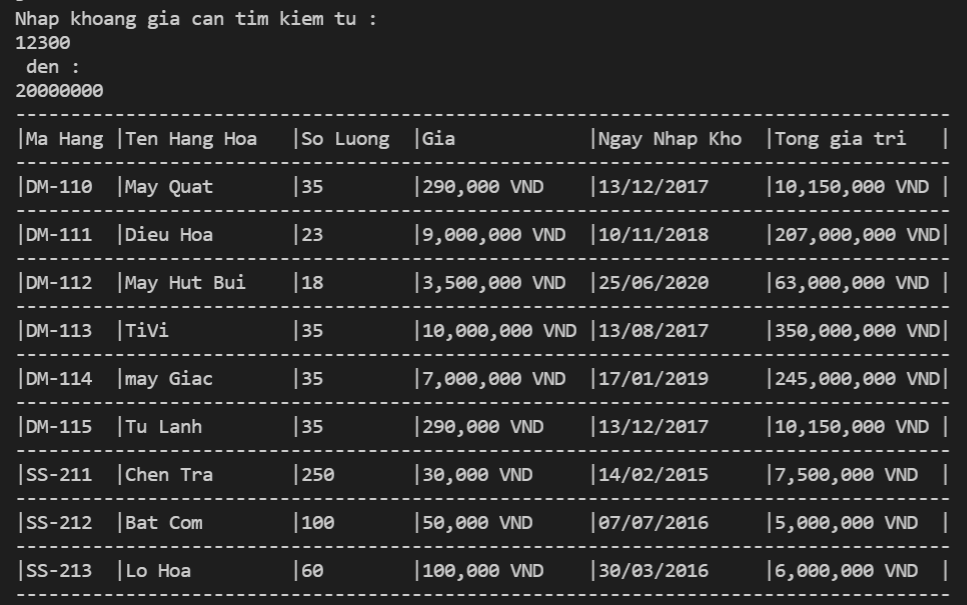 Nhap khoang gia can tim kiem tu :
12300
den :
20000000
|Ma Hang |Ten Hang Hoa |So Luong |Gia |Ngay Nhap Kho |Tong gia tri |
|DM-110 |May Quat |35 |290,000 VND |13/12/2017 |10,150,000 VND |
|DM-111 |Dieu Hoa |23 |9,000,000 VND |10/11/2018 |207,000,000 VND|
|DM-112 |May Hut Bui |18 |3,500,000 VND |25/06/2020 |63,000,000 VND |
|DM-113 |TiVi |35 |10,000,000 VND |13/08/2017 |350,000,000 VND|
|DM-114 |may Giac |35 |7,000,000 VND |17/01/2019 |245,000,000 VND|
|DM-115 |Tu Lanh |35 |290,000 VND |13/12/2017 |10,150,000 VND |
|SS-211 |Chen Tra |250 |30,000 VND |14/02/2015 |7,500,000 VND |
|SS-212 |Bat Com |100 |50,000 VND |07/07/2016 |5,000,000 VND |
|SS-213 |Lo Hoa |60 |100,000 VND |30/03/2016 |6,000,000 VND |